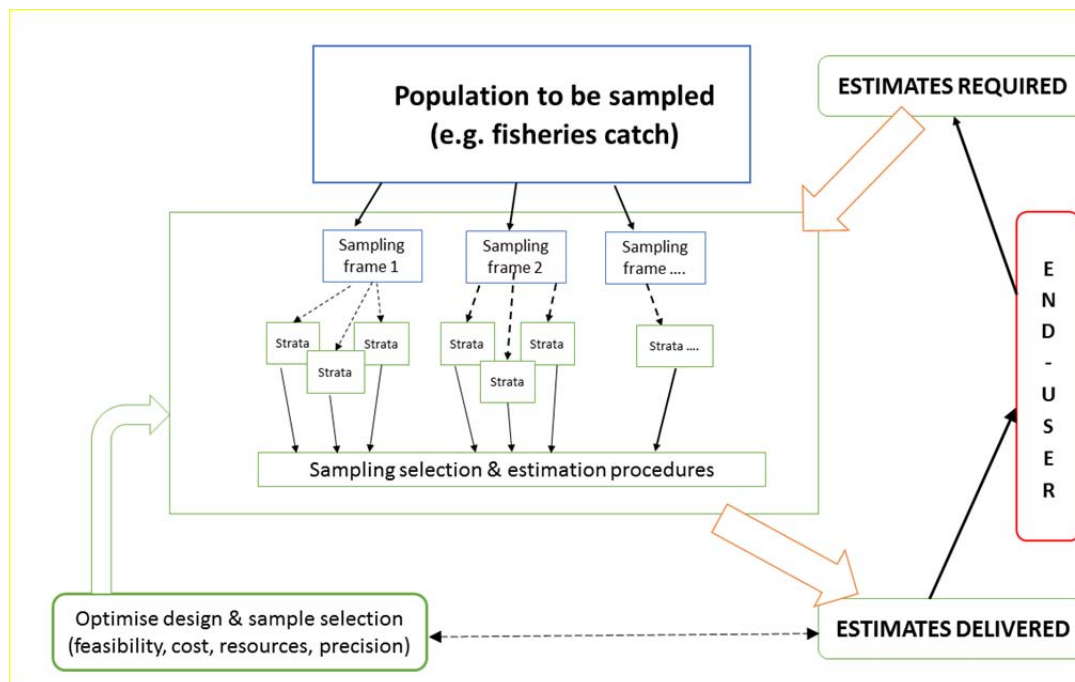 Population to be sampled
(e.g. fisheries catch)
ESTIMATES REQUIRED
Sampling
frame 1
Sampling
frame 2
Sampling
frame ....
Strata
Strata
Strata
Strata
Strata
Strata
Strata ....
Sampling selection & estimation procedures
E
N
D
-
U
S
E
R
Optimise design & sample selection
(feasibility, cost, resources, precision)
ESTIMATES DELIVERED